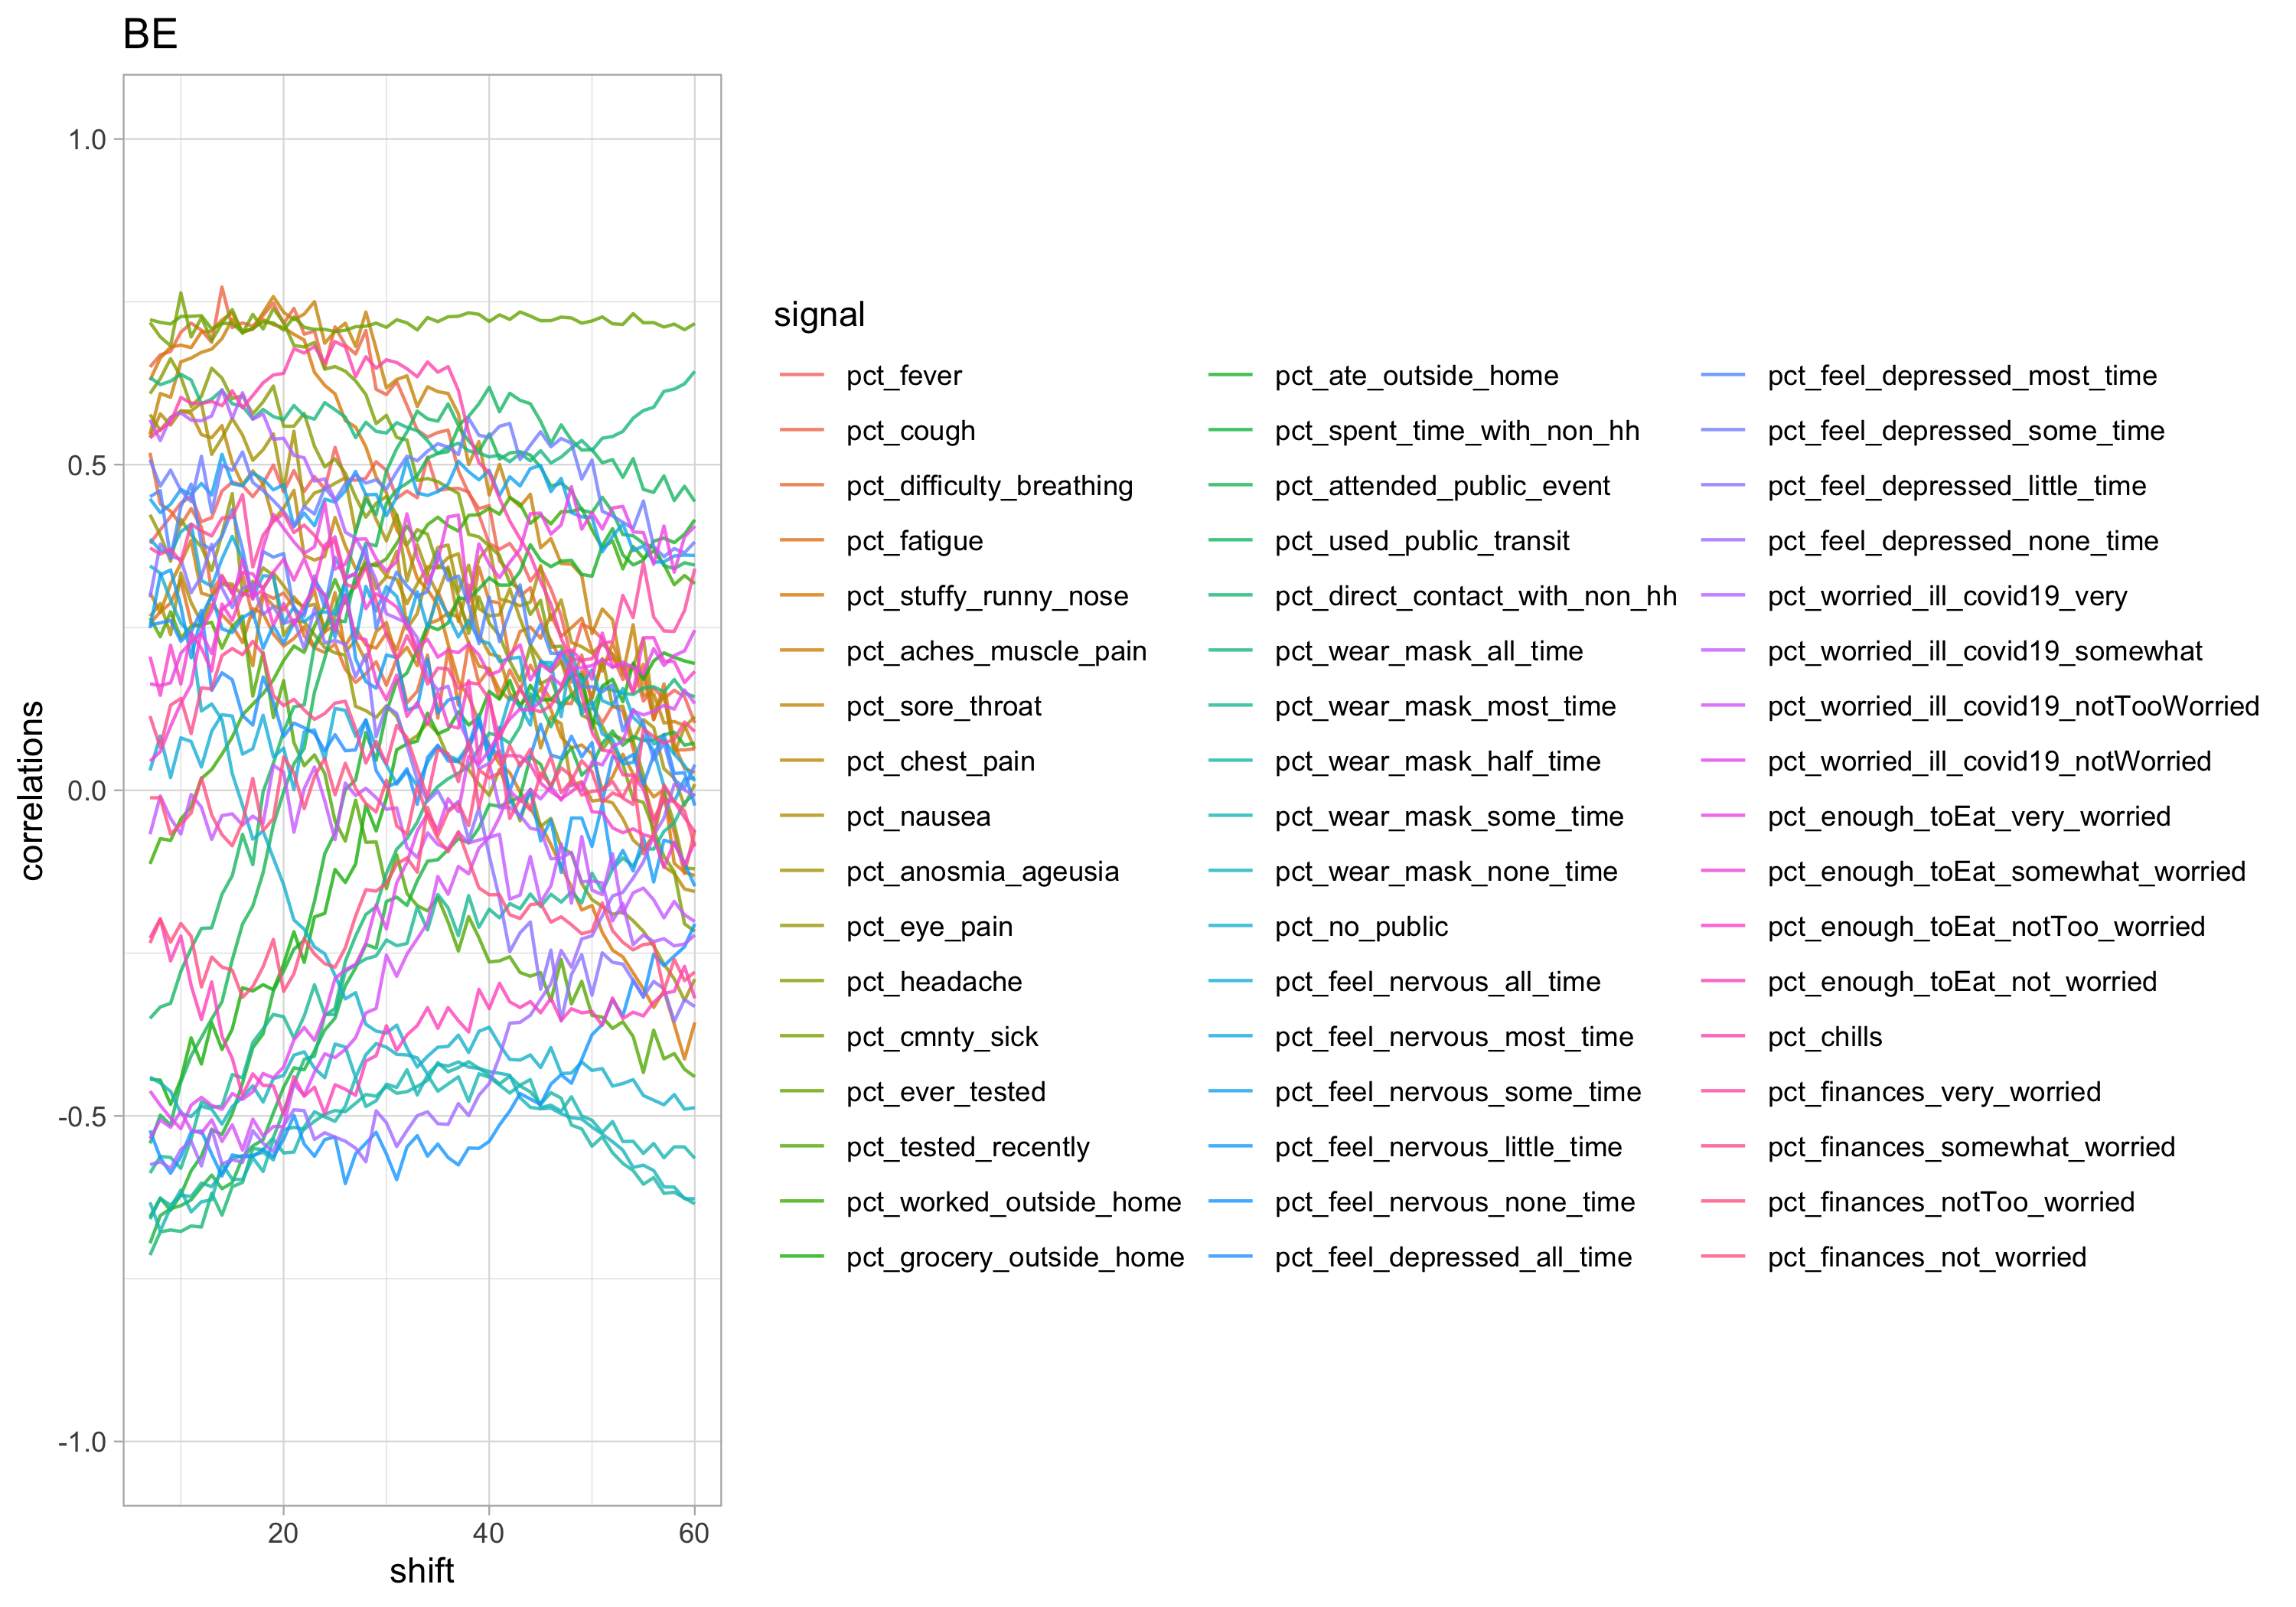 BE
1.0
0.5
0.0
-0.5
-1.0
correlations
20 40 60
shift
signal
pct_fever
pct_cough
pct_difficulty_breathing
pct_fatigue
pct_stuffy_runny_nose
pct_aches_muscle_pain
pct_sore_throat
pct_chest_pain
pct_nausea
pct_anosmia_ageusia
pct_eye_pain
pct_headache
pct_cmnty_sick
pct_ever_tested
pct_tested_recently
pct_worked_outside_home
pct_grocery_outside_home
pct_ate_outside_home
pct_spent_time_with_non_hh
pct_attended_public_event
pct_used_public_transit
pct_direct_contact_with_non_hh
pct_wear_mask_all_time
pct_wear_mask_most_time
pct_wear_mask_half_time
pct_wear_mask_some_time
pct_wear_mask_none_time
pct_no_public
pct_feel_nervous_all_time
pct_feel_nervous_most_time
pct_feel_nervous_some_time
pct_feel_nervous_little_time
pct_feel_nervous_none_time
pct_feel_depressed_all_time
pct_feel_depressed_most_time
pct_feel_depressed_some_time
pct_feel_depressed_little_time
pct_feel_depressed_none_time
pct_worried_ill_covid19_very
pct_worried_ill_covid19_somewhat
pct_worried_ill_covid19_notTooWorried
pct_worried_ill_covid19_notWorried
pct_enough_toEat_very_worried
pct_enough_toEat_somewhat_worried
pct_enough_toEat_notToo_worried
pct_enough_toEat_not_worried
pct_chills
pct_finances_very_worried
pct_finances_somewhat_worried
pct_finances_notToo_worried
pct_finances_not_worried